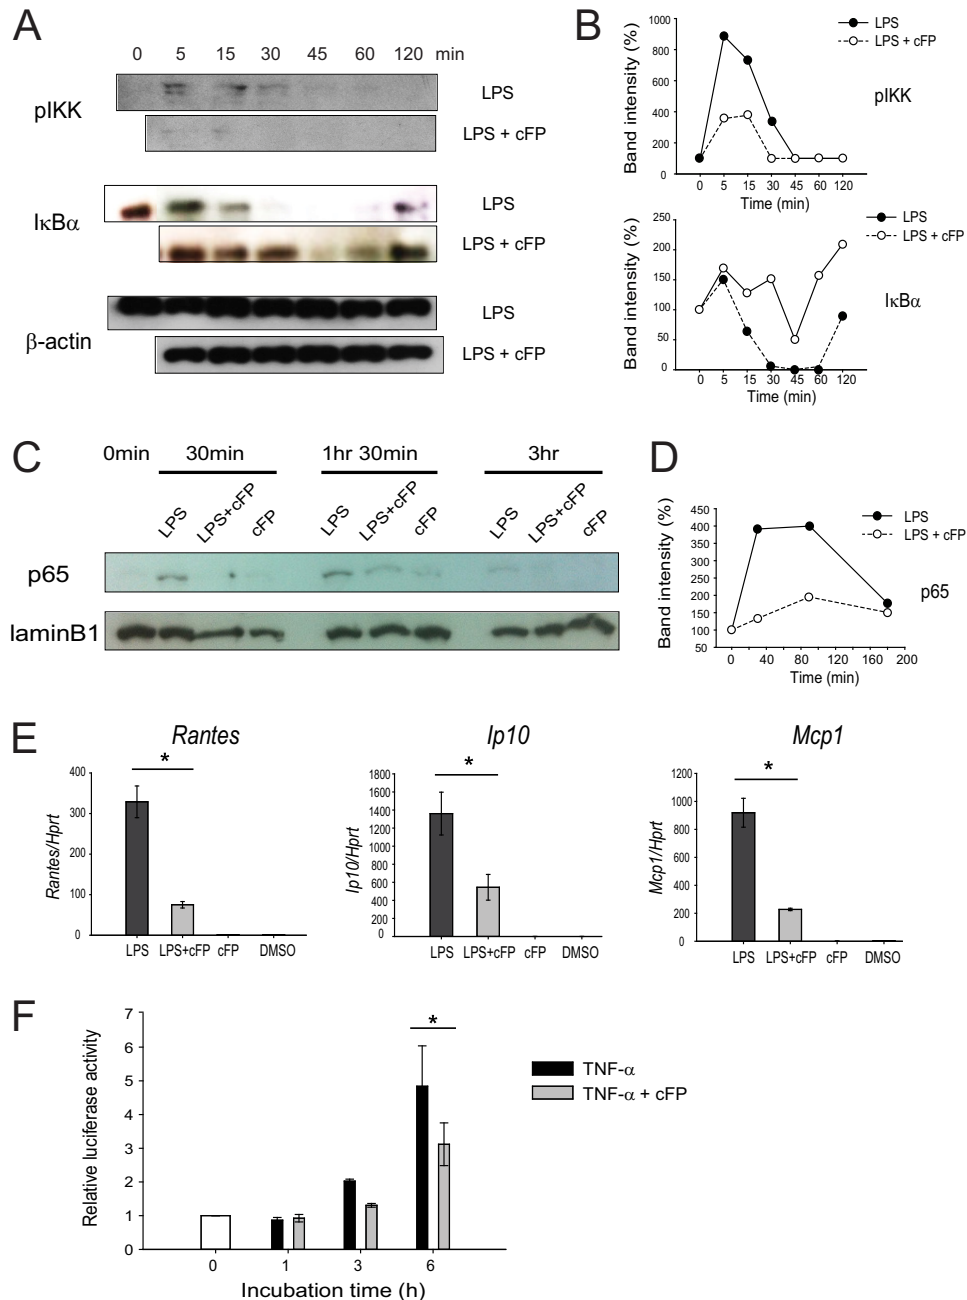 A
0 5 15 30 45 60 120 min
pIKK
LPS
LPS + cFP
IκBα
LPS
LPS + cFP
β-actin
LPS
LPS + cFP
B
LPS
LPS + cFP
Band intensity (%)
1000
800
600
400
200
0
0 5 15 30 45 60 120
Time (min)
pIKK
LPS
LPS + cFP
Band intensity (%)
250
200
150
100
50
0
0 5 15 30 45 60 120
Time (min)
IκBα
C
0min 30min 1hr 30min 3hr
LPS LPS+cFP cFP LPS LPS+cFP cFP LPS LPS+cFP cFP
p65
laminB1
D
LPS
LPS + cFP
Band intensity (%)
450
400
350
300
250
200
150
100
50
0 40 80 120 160 200
Time (min)
p65
E
Rantes
*
Rantes/Hprt
400
300
200
100
0
LPS LPS+cFP cFP DMSO
Ip10
*
Ip10/Hprt
1800
1600
1400
1200
1000
800
600
400
200
0
LPS LPS+cFP cFP DMSO
Mcp1
*
Mcp1/Hprt
1200
1000
800
600
400
200
0
LPS LPS+cFP cFP DMSO
F
Relative luciferase activity
7
6
5
4
3
2
1
0
*
TNF-α
TNF-α + cFP
0 1 3 6
Incubation time (h)